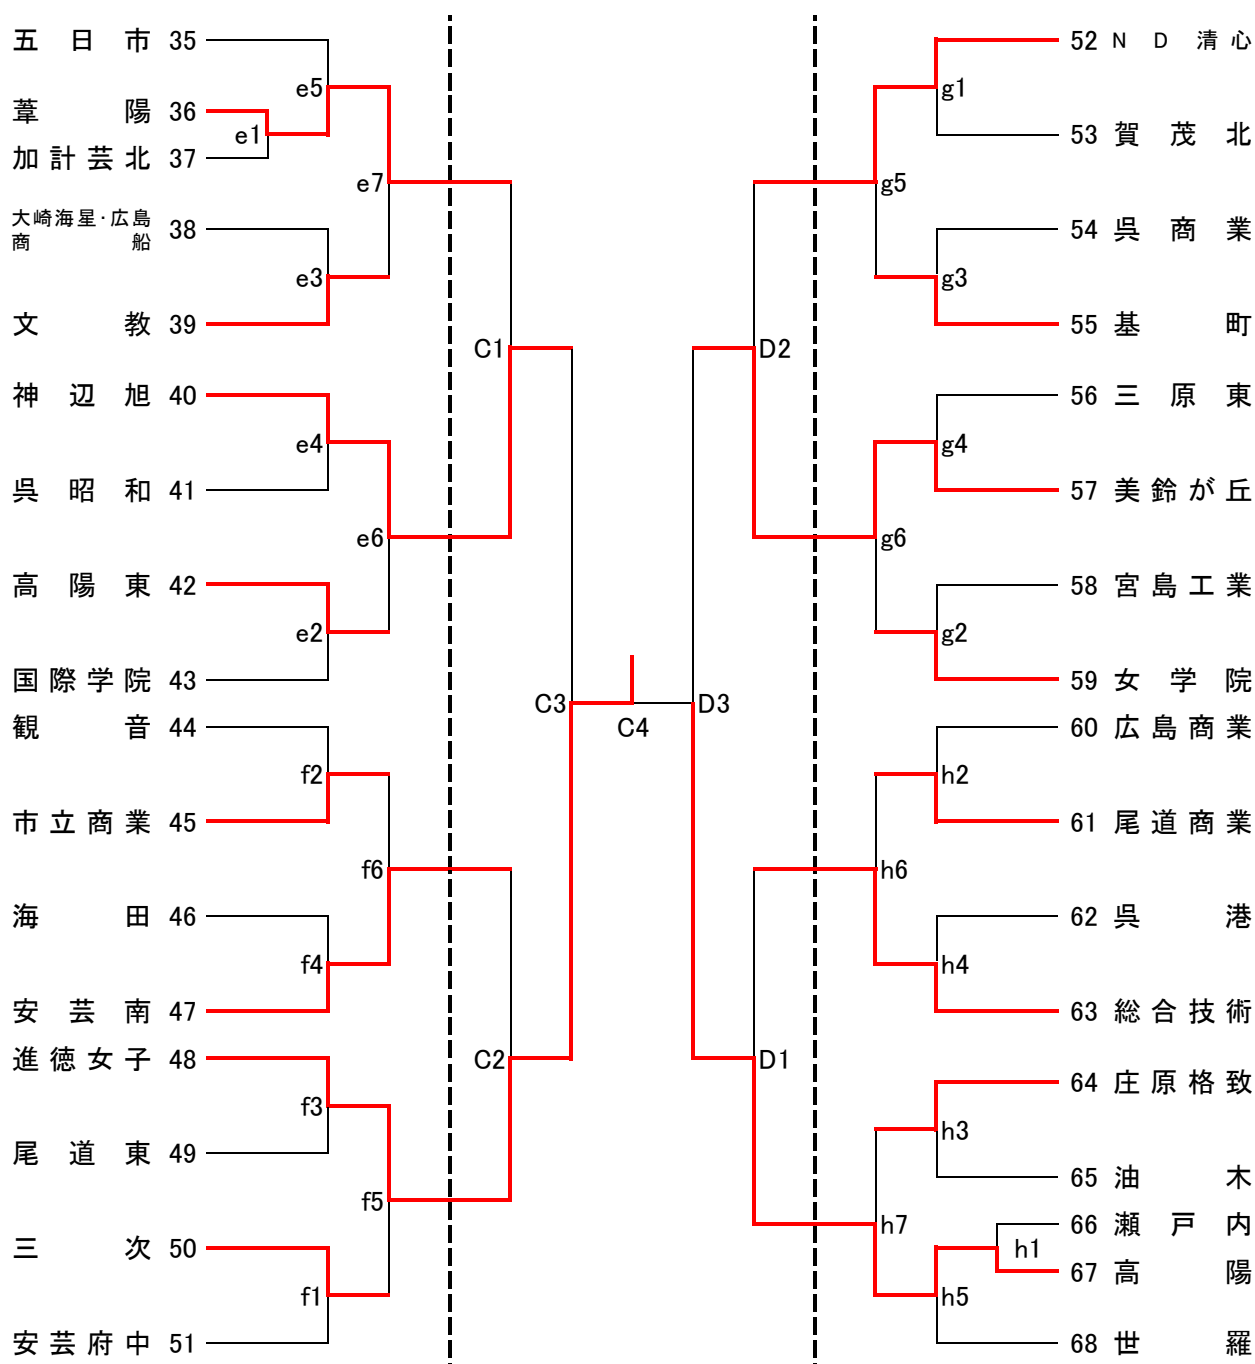 五日市 35
葦陽 36
加計芸北 37
大崎海星･広島
商船 38
文教 39
神辺旭 40
呉昭和 41
高陽東 42
国際学院 43
観音 44
市立商業 45
海田 46
安芸南 47
進徳女子 48
尾道東 49
三次 50
安芸府中 51
e5
e1
e7
e3
C1
e4
e6
e2
C3
C4
D3
f2
f6
f4
C2
f3
f5
f1
g1
g5
g3
D2
g4
g6
g2
h2
h6
h4
D1
h3
h7
h1
h5
52 ND清心
53 賀茂北
54 呉商業
55 基町
56 三原東
57 美鈴が丘
58 宮島工業
59 女学院
60 広島商業
61 尾道商業
62 呉港
63 総合技術
64 庄原格致
65 油木
66 瀬戸内
67 高陽
68 世羅